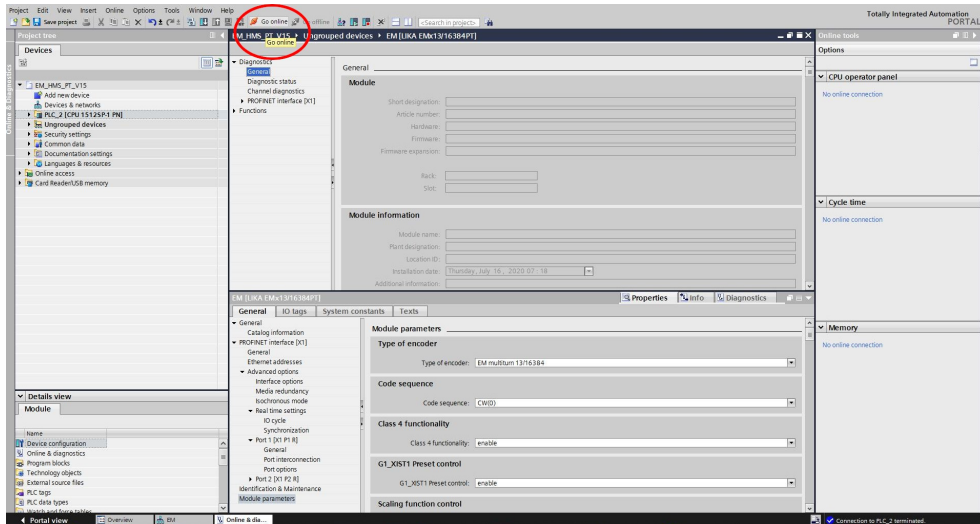 Project Edit View Insert Online Options Tools Window Help
Totally Integrated Automation
PORTAL
Save project
Go online
<Search in project>
Go online
Project tree
EM_HMS_PT_V15 Ungrouped devices EM [LIKA EMx13/16384PT]
Online tools
Devices
Options
Online & Diagnostics
EM_HMS_PT_V15
Add new device
Devices & networks
PLC_2 [CPU 1512SP-1 PN]
Ungrouped devices
Security settings
Common data
Documentation settings
Languages & resources
Online access
Card Reader/USB memory
Diagnostics
General
Diagnostic status
Channel diagnostics
PROFINET interface [X1]
Functions
General
Module
Short designation:
Article number:
Hardware:
Firmware:
Firmware expansion:
Rack:
Slot:
Module information
Module name:
Plant designation:
Location ID:
Installation date: Thursday, July 16, 2020 07:18
Additional information:
CPU operator panel
No online connection
Cycle time
No online connection
Memory
No online connection
EM [LIKA EMx13/16384PT]
Properties Info Diagnostics
General IO tags System constants Texts
General
Catalog information
PROFINET interface [X1]
General
Ethernet addresses
Advanced options
Interface options
Media redundancy
Isochronous mode
Real time settings
IO cycle
Synchronization
Port 1 [X1 P1 R]
General
Port interconnection
Port options
Port 2 [X1 P2 R]
Identification & Maintenance
Module parameters
Module parameters
Type of encoder
Type of encoder: EM multiturn 13/16384
Code sequence
Code sequence: CW(0)
Class 4 functionality
Class 4 functionality: enable
G1_XIST1 Preset control
G1_XIST1 Preset control: enable
Scaling function control
Details view
Module
Name
Device configuration
Online & diagnostics
Program blocks
Technology objects
External source files
PLC tags
PLC data types
Watch and force tables
Portal view Overview EM Online & dia...
Connection to PLC_2 terminated.